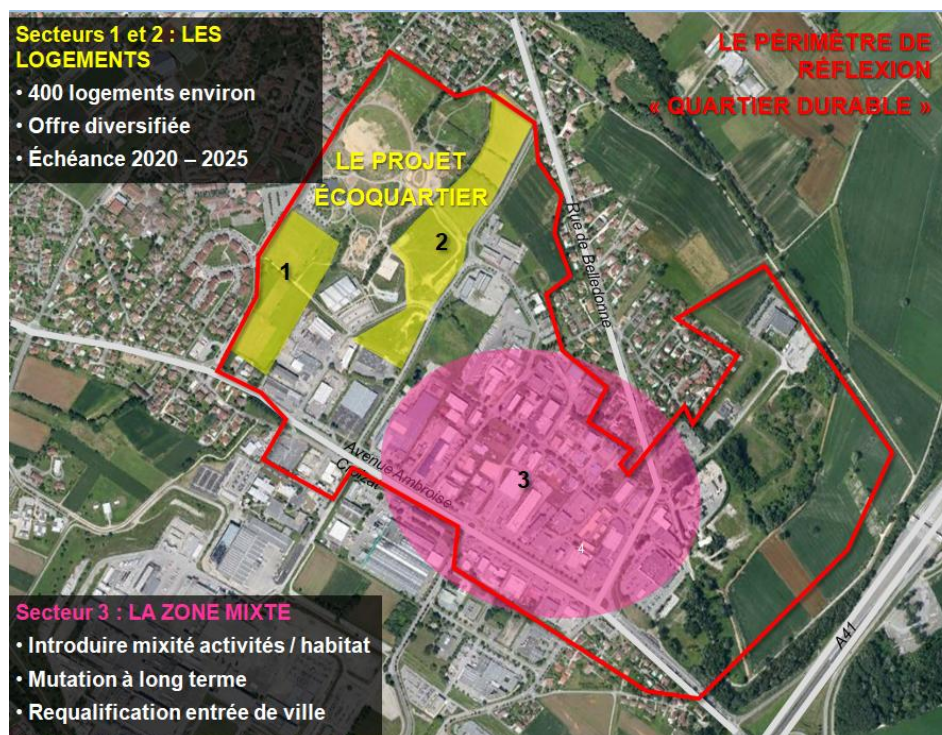 Secteurs 1 et 2 : LES
LOGEMENTS
• 400 logements environ
• Offre diversifiée
• Échéance 2020 – 2025
LE PÉRIMÈTRE DE
RÉFLEXION
« QUARTIER DURABLE »
LE PROJET
ÉCOQUARTIER
1
2
Rue de Belledonne
Avenue Ambroise
Croizat
3
4
A41
Secteur 3 : LA ZONE MIXTE
• Introduire mixité activités / habitat
• Mutation à long terme
• Requalification entrée de ville